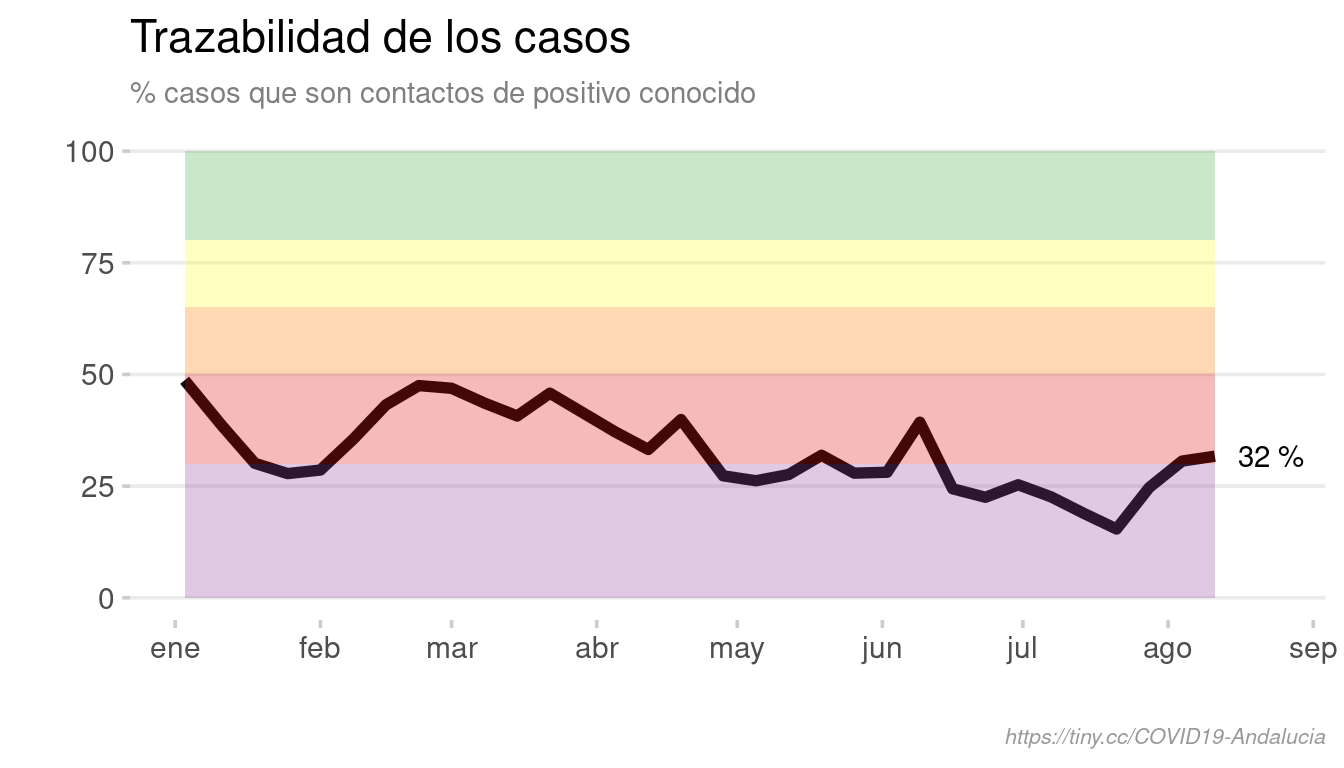 Trazabilidad de los casos
% casos que son contactos de positivo conocido
100
75
50
25
0
32 %
ene feb mar abr may jun jul ago sep
https://tiny.cc/COVID19-Andalucia